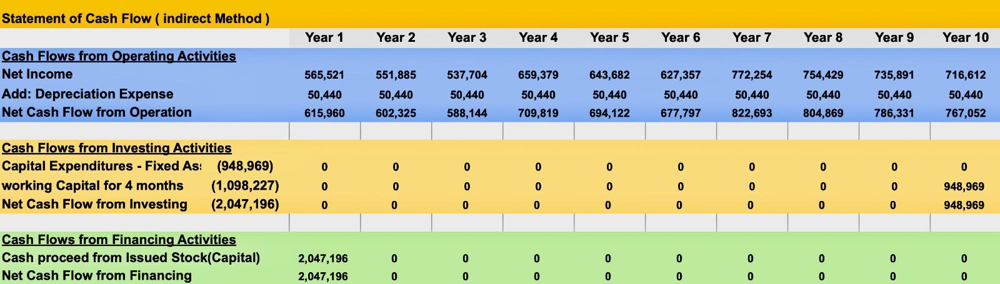 Statement of Cash Flow ( indirect Method )
Year 1 Year 2 Year 3 Year 4 Year 5 Year 6 Year 7 Year 8 Year 9 Year 10
Cash Flows from Operating Activities
Net Income 565,521 551,885 537,704 659,379 643,682 627,357 772,254 754,429 735,891 716,612
Add: Depreciation Expense 50,440 50,440 50,440 50,440 50,440 50,440 50,440 50,440 50,440 50,440
Net Cash Flow from Operation 615,960 602,325 588,144 709,819 694,122 677,797 822,693 804,869 786,331 767,052
Cash Flows from Investing Activities
Capital Expenditures - Fixed Ass (948,969) 0 0 0 0 0 0 0 0 0 0
working Capital for 4 months (1,098,227) 0 0 0 0 0 0 0 0 0 948,969
Net Cash Flow from Investing (2,047,196) 0 0 0 0 0 0 0 0 0 948,969
Cash Flows from Financing Activities
Cash proceed from Issued Stock(Capital) 2,047,196 0 0 0 0 0 0 0 0 0
Net Cash Flow from Financing 2,047,196 0 0 0 0 0 0 0 0 0